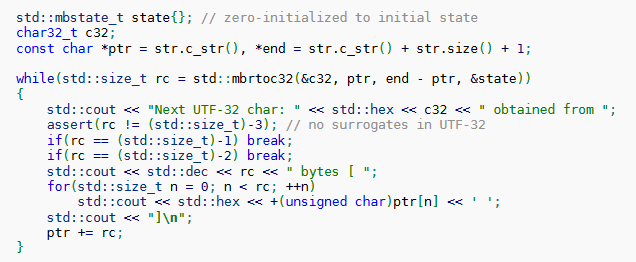 std::mbstate_t state{}; // zero-initialized to initial state
char32_t c32;
const char *ptr = str.c_str(), *end = str.c_str() + str.size() + 1;

while(std::size_t rc = std::mbrtoc32(&c32, ptr, end - ptr, &state))
{
    std::cout << "Next UTF-32 char: " << std::hex << c32 << " obtained from ";
    assert(rc != (std::size_t)-3); // no surrogates in UTF-32
    if(rc == (std::size_t)-1) break;
    if(rc == (std::size_t)-2) break;
    std::cout << std::dec << rc << " bytes [ ";
    for(std::size_t n = 0; n < rc; ++n)
        std::cout << std::hex << +(unsigned char)ptr[n] << ' ';
    std::cout << "]\n";
    ptr += rc;
}